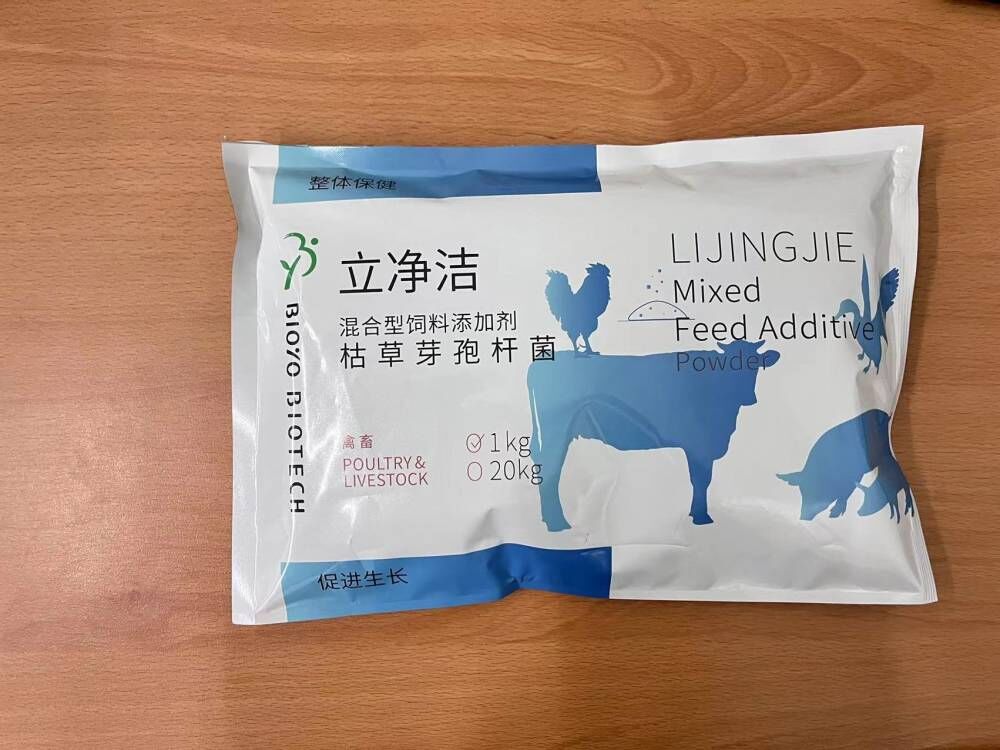 整体保健
BIOYO BIOTECH
立净洁
混合型饲料添加剂
枯草芽孢杆菌
禽畜
POULTRY &
LIVESTOCK
1kg
20kg
LIJINGJIE
Mixed
Feed Additive
Powder
促进生长